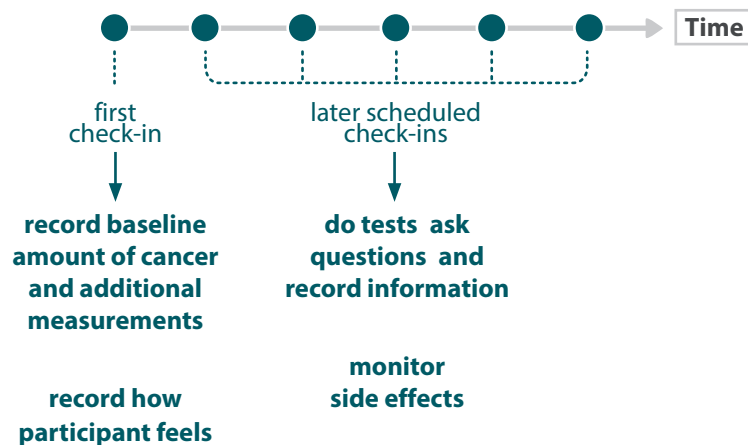 Time
first
check-in
later scheduled
check-ins
record baseline
amount of cancer
and additional
measurements
do tests ask
questions and
record information
record how
participant feels
monitor
side effects